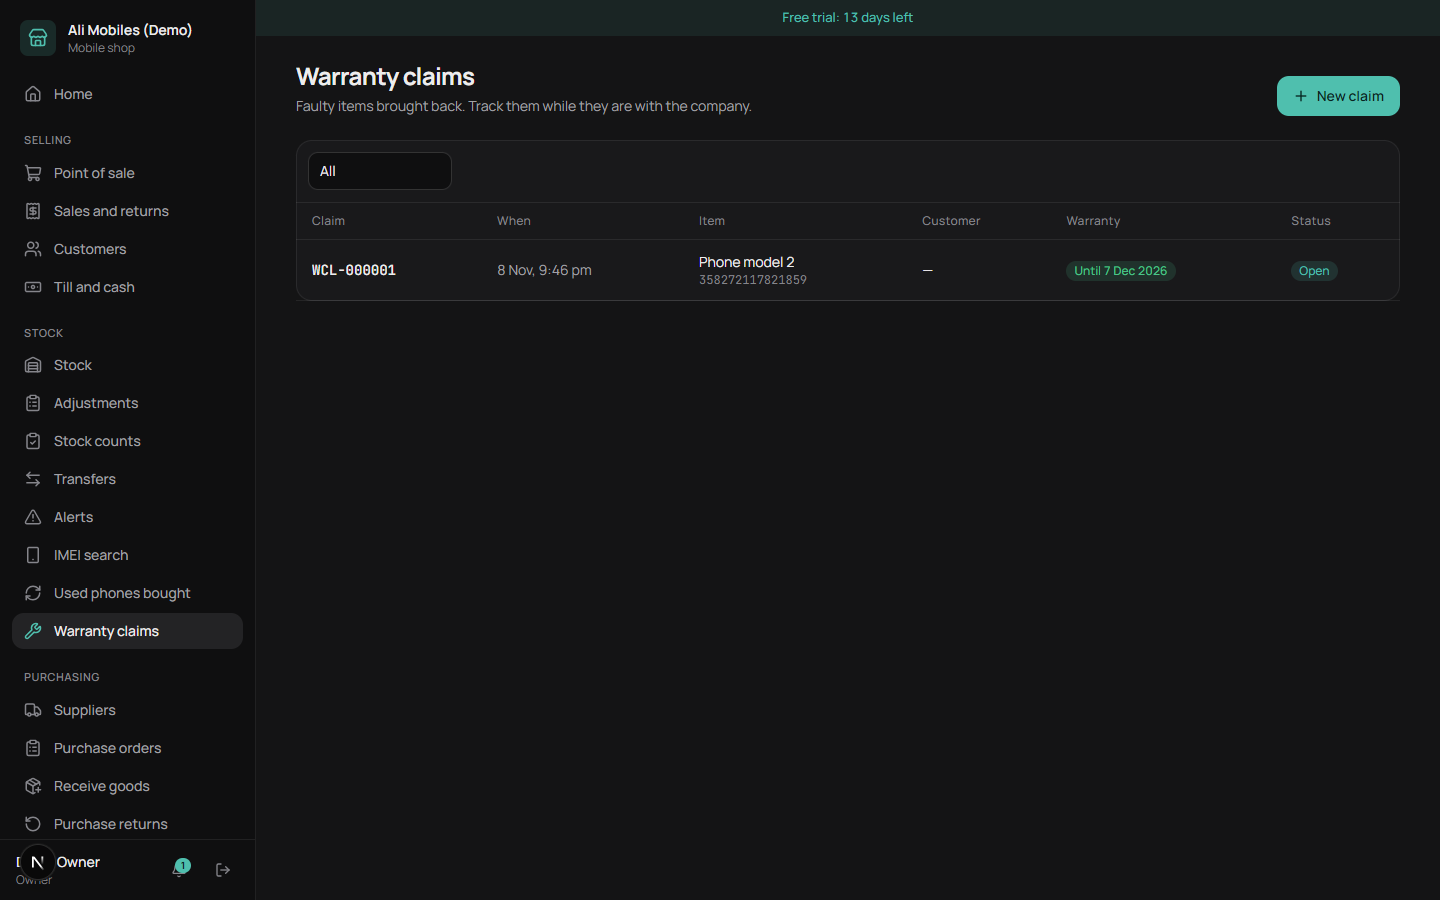 Ali Mobiles (Demo)
Mobile shop
Home
SELLING
Point of sale
Sales and returns
Customers
Till and cash
STOCK
Stock
Adjustments
Stock counts
Transfers
Alerts
IMEI search
Used phones bought
Warranty claims
PURCHASING
Suppliers
Purchase orders
Receive goods
Purchase returns
Owner
1
Free trial: 13 days left
Warranty claims
Faulty items brought back. Track them while they are with the company.
+ New claim
All
Claim When Item Customer Warranty Status
WCL-000001 8 Nov, 9:46 pm Phone model 2 — Until 7 Dec 2026 Open
358272117821859